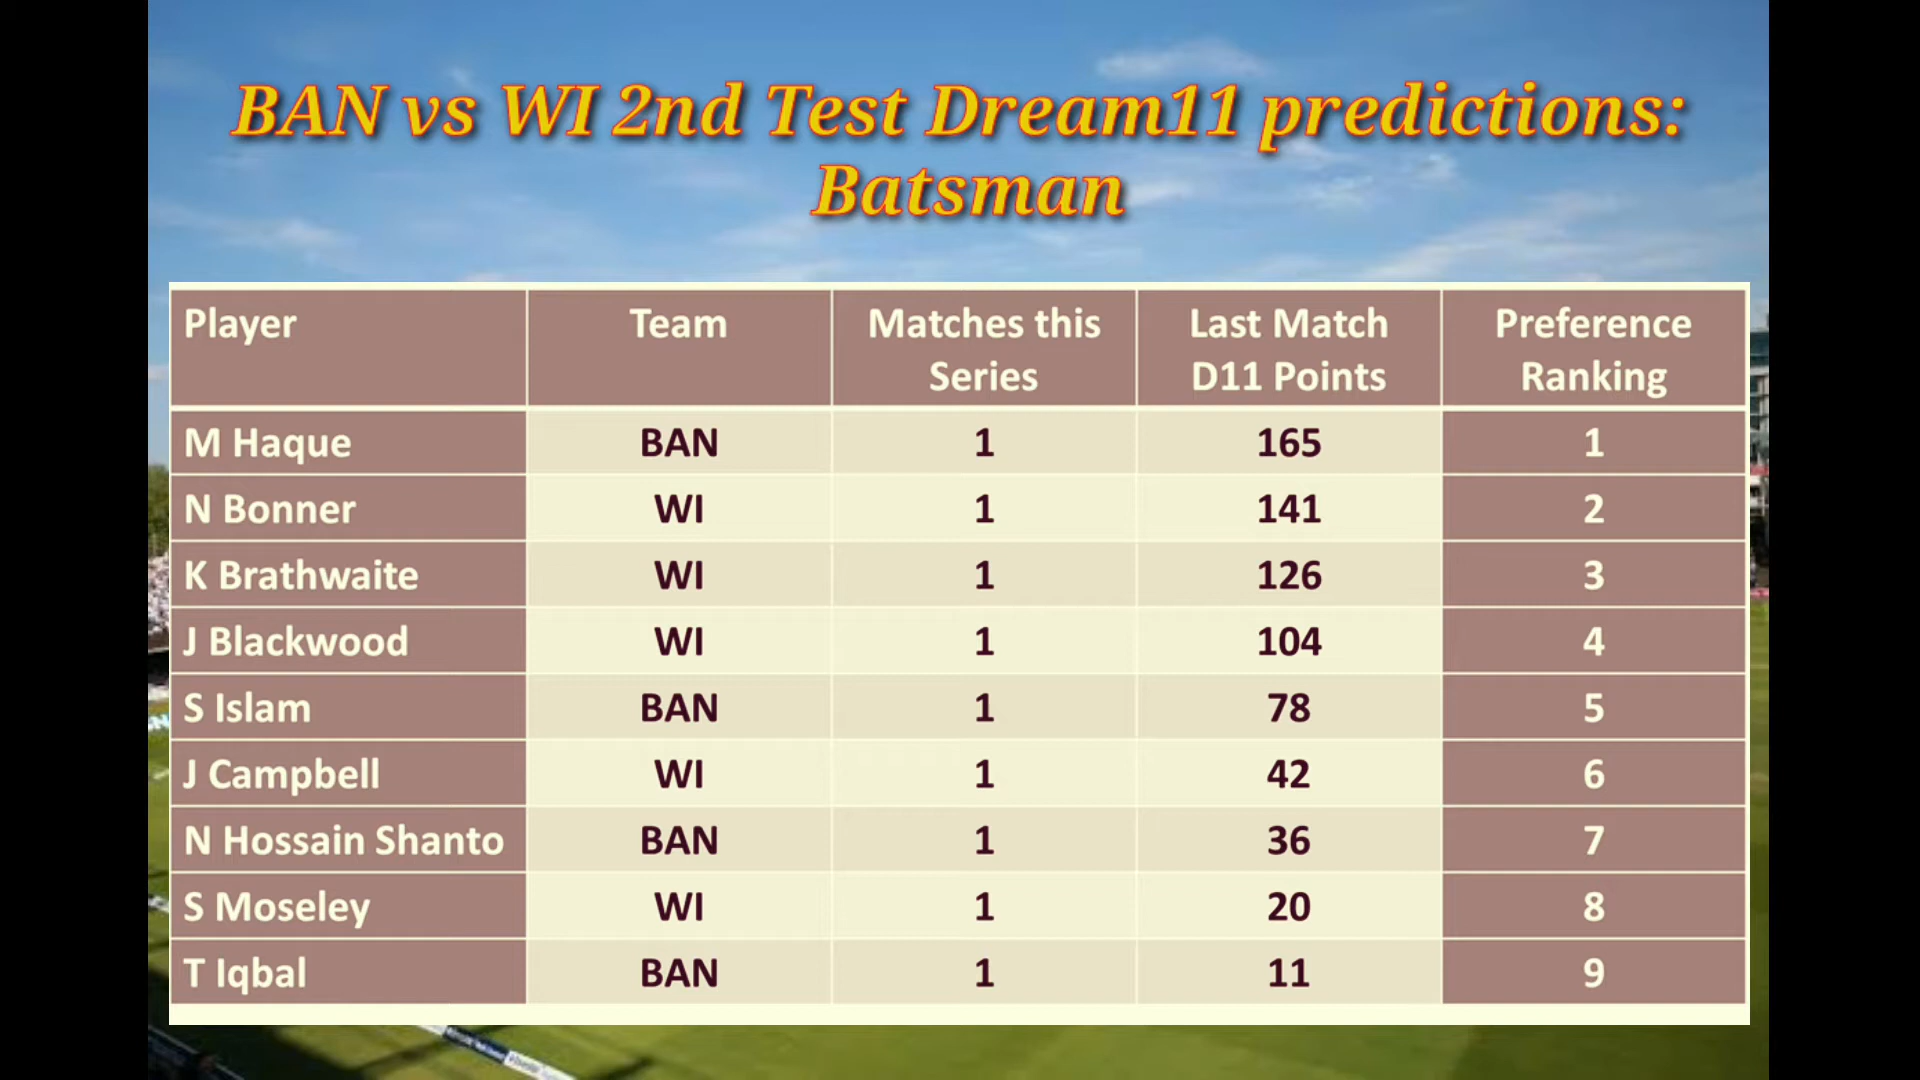 BAN vs WI 2nd Test Dream11 predictions:
Batsman
Player Team Matches this Series Last Match D11 Points Preference Ranking
M Haque BAN 1 165 1
N Bonner WI 1 141 2
K Brathwaite WI 1 126 3
J Blackwood WI 1 104 4
S Islam BAN 1 78 5
J Campbell WI 1 42 6
N Hossain Shanto BAN 1 36 7
S Moseley WI 1 20 8
T Iqbal BAN 1 11 9